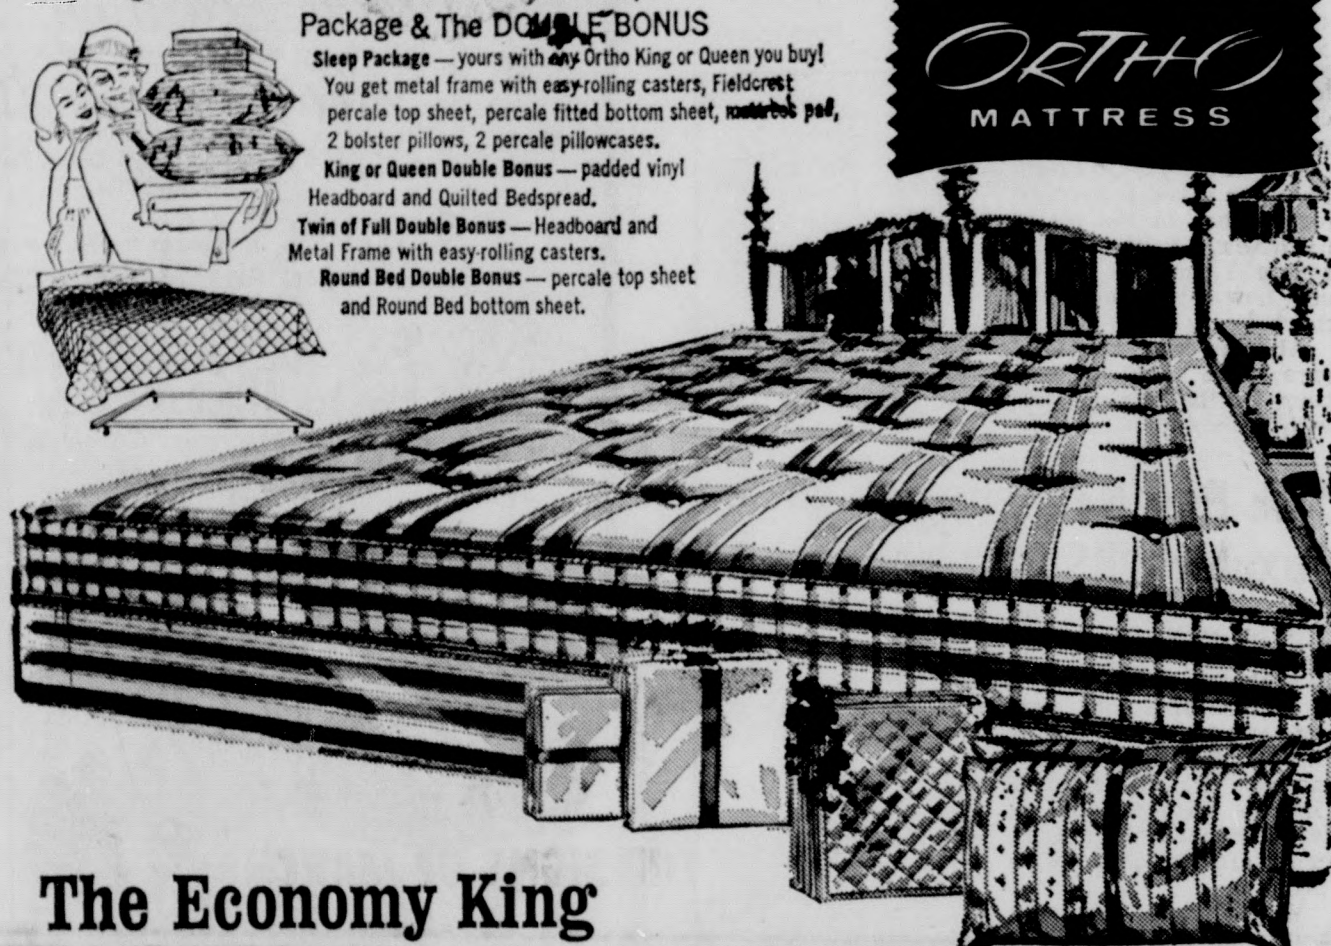 Package & The DOUBLE BONUS
Sleep Package — yours with any Ortho King or Queen you buy!
You get metal frame with easy-rolling casters, Fieldcrest
percale top sheet, percale fitted bottom sheet, mattress pad,
2 bolster pillows, 2 percale pillowcases.
King or Queen Double Bonus — padded vinyl
Headboard and Quilted Bedspread.
Twin of Full Double Bonus — Headboard and
Metal Frame with easy-rolling casters.
Round Bed Double Bonus — percale top sheet
and Round Bed bottom sheet.
ORTHO
MATTRESS
The Economy King